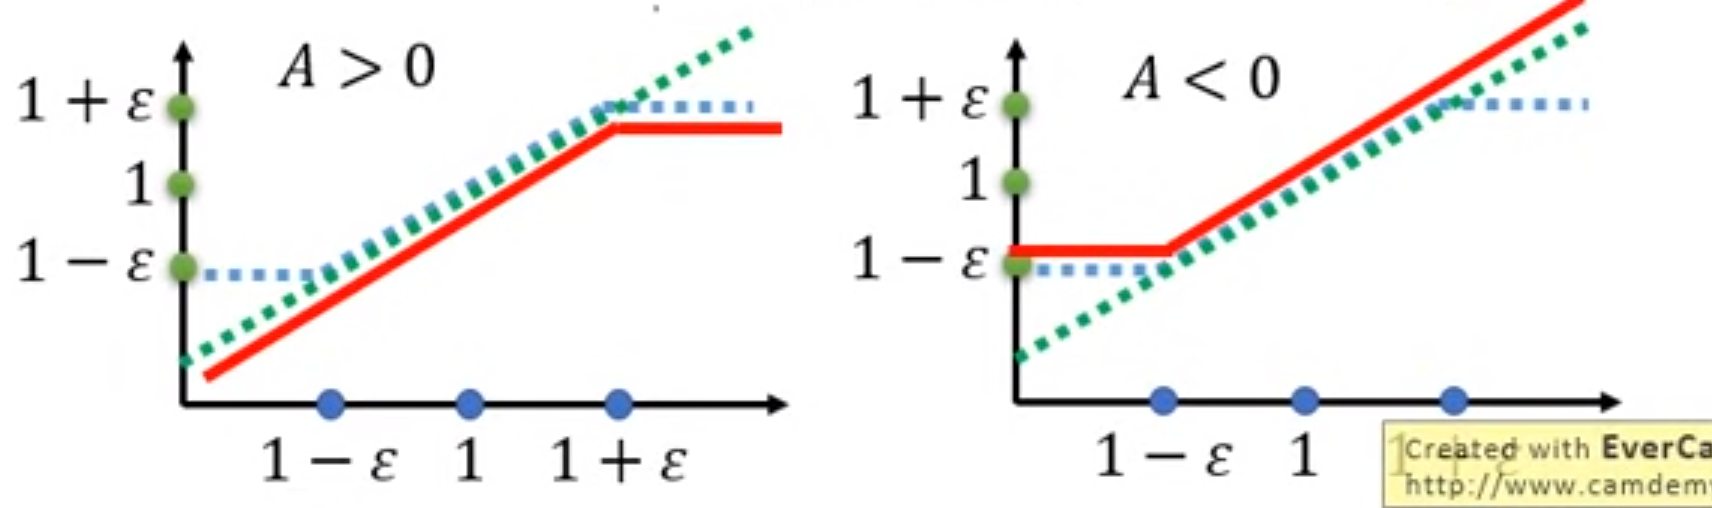 A > 0
1 + ε
1
1 − ε
1 − ε 1 1 + ε
A < 0
1 + ε
1
1 − ε
1 − ε 1
Created with EverCa
http://www.camdem